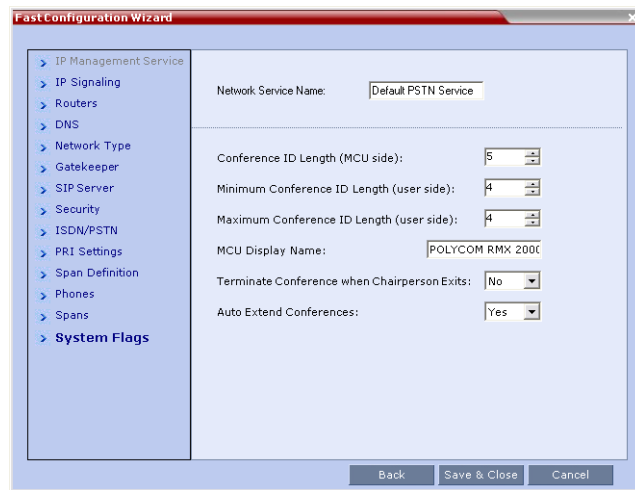 Fast Configuration Wizard
IP Management Service
IP Signaling
Routers
DNS
Network Type
Gatekeeper
SIP Server
Security
ISDN/PSTN
PRI Settings
Span Definition
Phones
Spans
System Flags
Network Service Name: Default PSTN Service
Conference ID Length (MCU side): 5
Minimum Conference ID Length (user side): 4
Maximum Conference ID Length (user side): 4
MCU Display Name: POLYCOM RMX 200
Terminate Conference when Chairperson Exits: No
Auto Extend Conferences: Yes
Back Save & Close Cancel